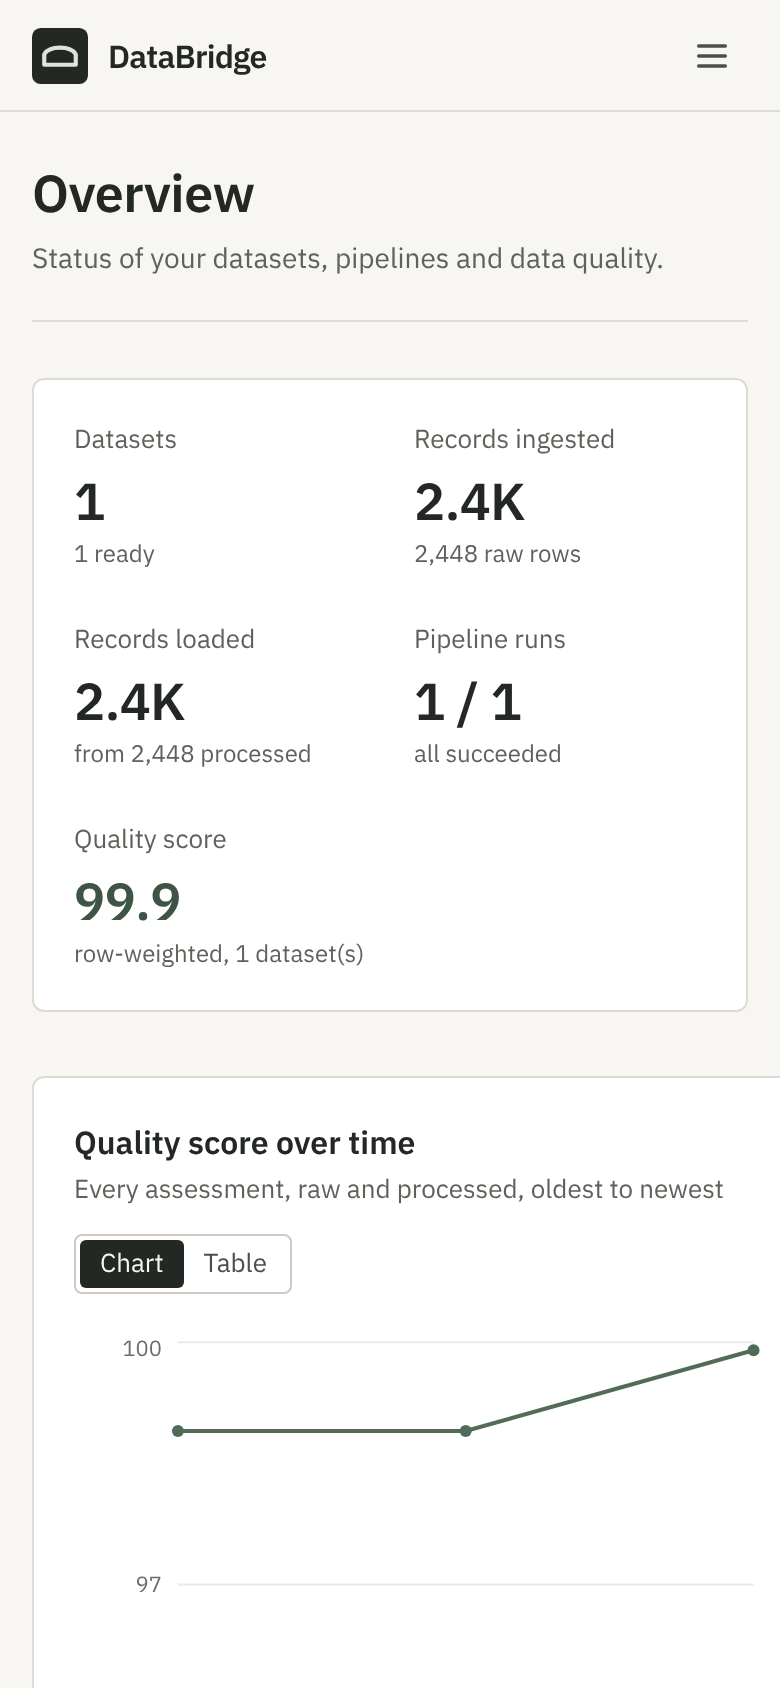 DataBridge
Overview
Status of your datasets, pipelines and data quality.
Datasets
1
1 ready
Records ingested
2.4K
2,448 raw rows
Records loaded
2.4K
from 2,448 processed
Pipeline runs
1 / 1
all succeeded
Quality score
99.9
row-weighted, 1 dataset(s)
Quality score over time
Every assessment, raw and processed, oldest to newest
Chart Table
100
97